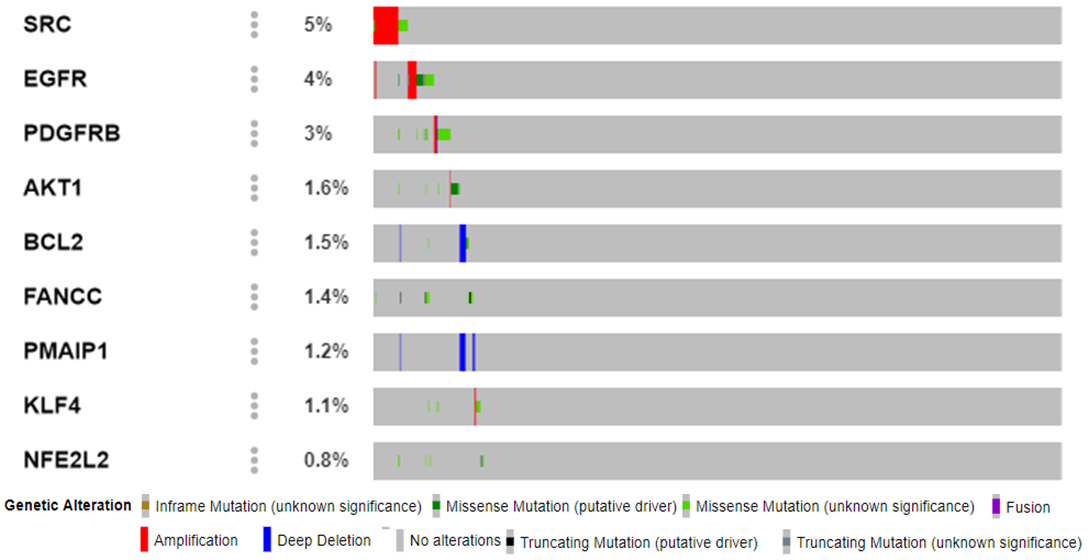 SRC 5%
EGFR 4%
PDGFRB 3%
AKT1 1.6%
BCL2 1.5%
FANCC 1.4%
PMAIP1 1.2%
KLF4 1.1%
NFE2L2 0.8%
Genetic Alteration Inframe Mutation (unknown significance) Missense Mutation (putative driver) Missense Mutation (unknown significance) Fusion
Amplification Deep Deletion No alterations Truncating Mutation (putative driver) Truncating Mutation (unknown significance)